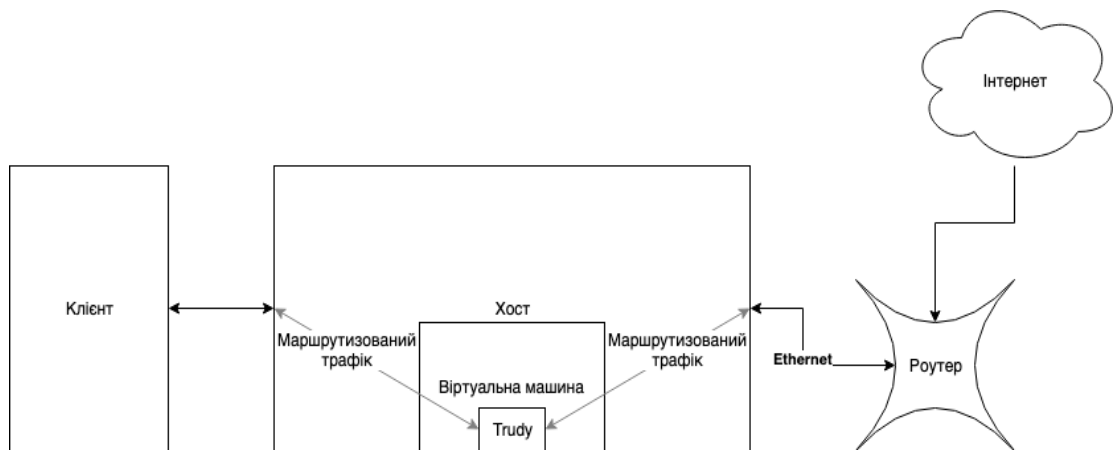 Інтернет
Клієнт
Хост
Маршрутизований
трафік
Маршрутизований
трафік
Ethernet
Роутер
Віртуальна машина
Trudy